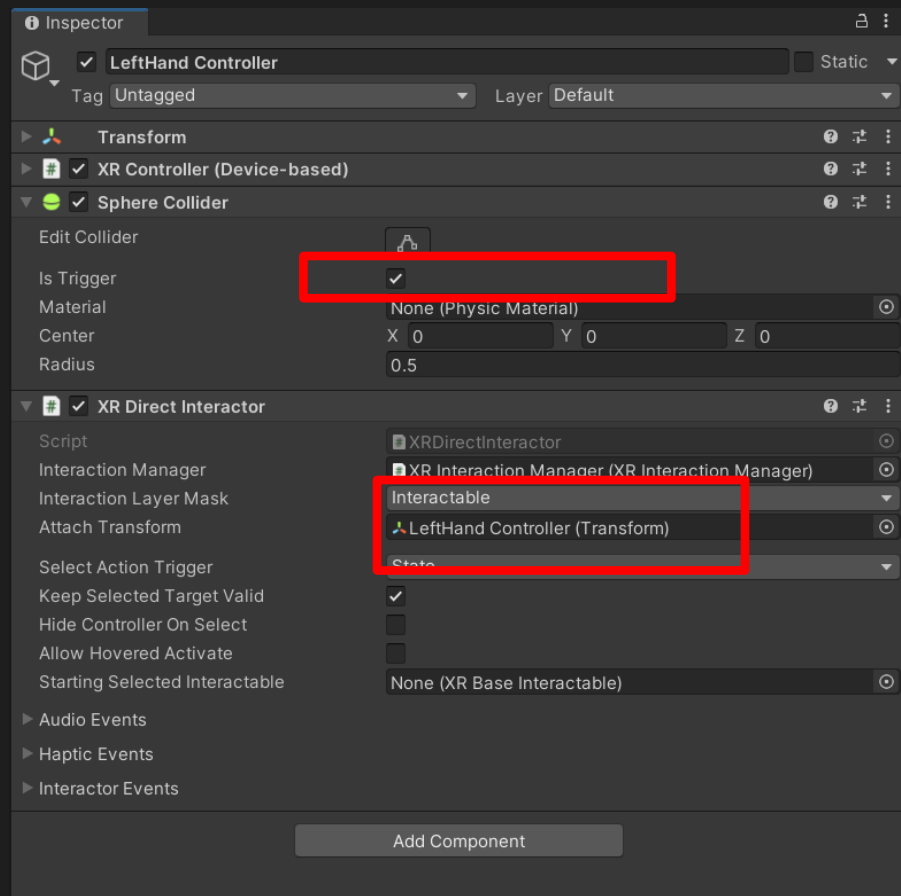 Inspector
LeftHand Controller Static
Tag Untagged Layer Default
Transform
XR Controller (Device-based)
Sphere Collider
Edit Collider
Is Trigger
Material None (Physic Material)
Center X 0 Y 0 Z 0
Radius 0.5
XR Direct Interactor
Script XRDirectInteractor
Interaction Manager XR Interaction Manager (XR Interaction Manager)
Interaction Layer Mask Interactable
Attach Transform LeftHand Controller (Transform)
Select Action Trigger State
Keep Selected Target Valid
Hide Controller On Select
Allow Hovered Activate
Starting Selected Interactable None (XR Base Interactable)
Audio Events
Haptic Events
Interactor Events
Add Component